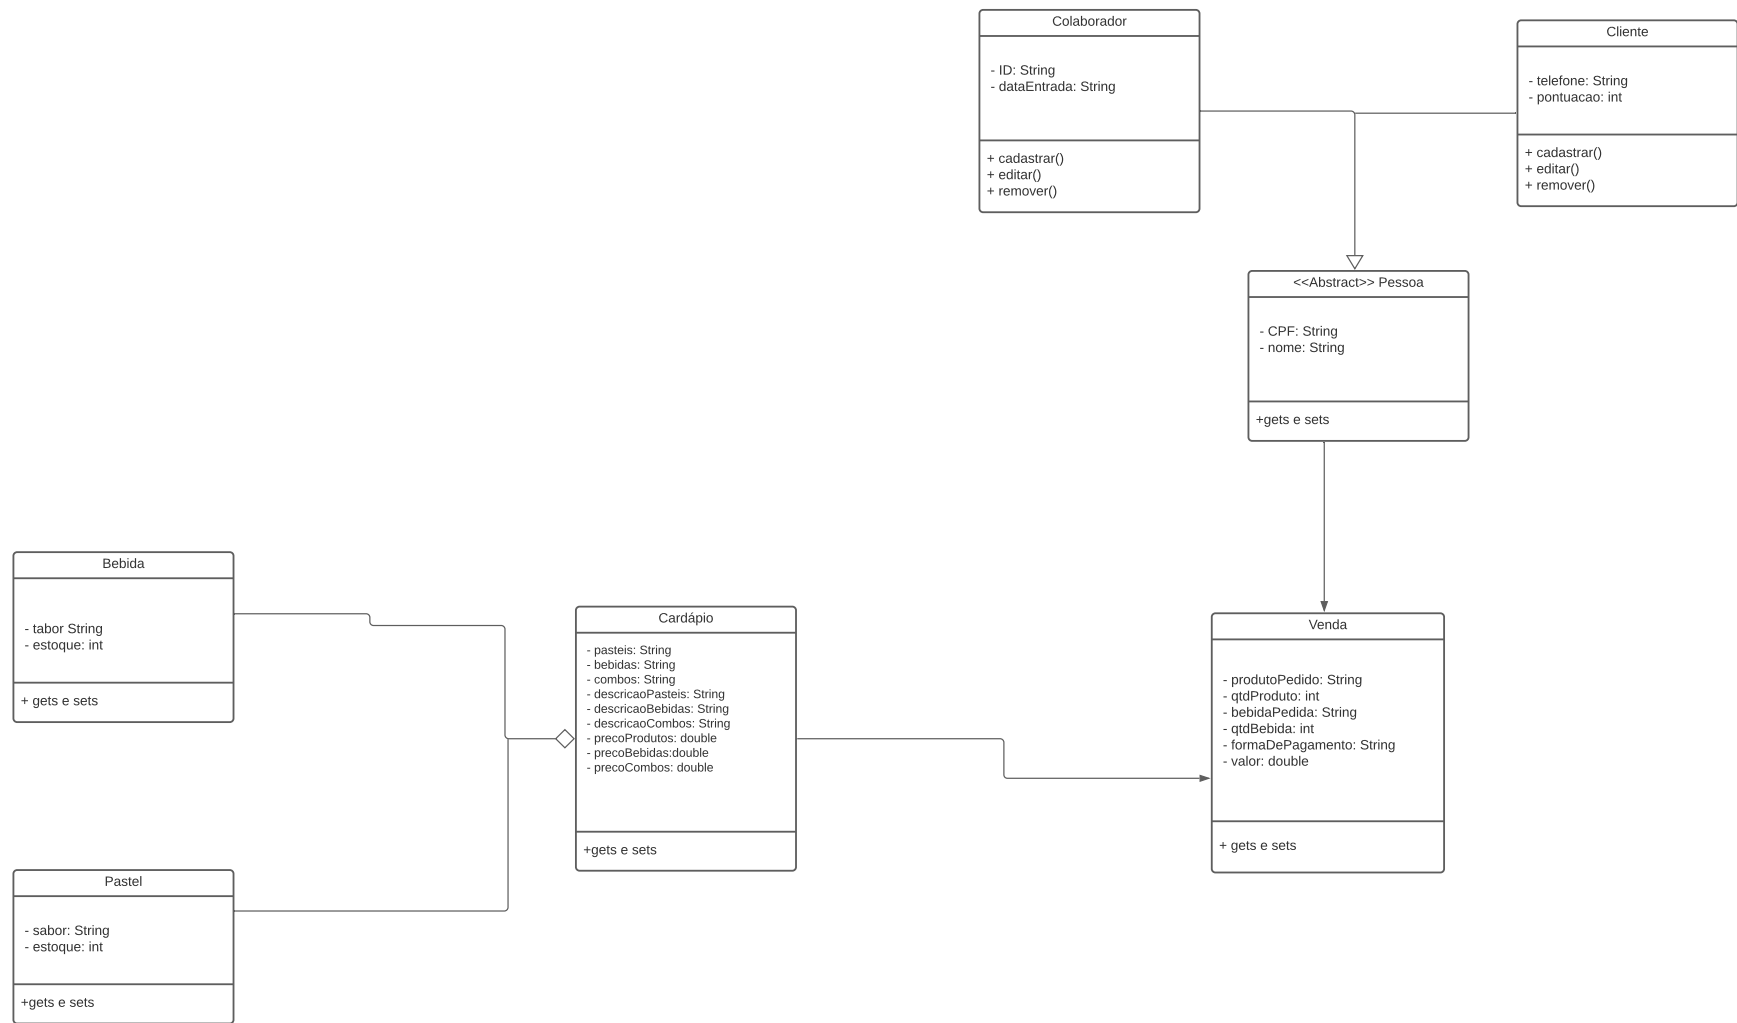 Colaborador
- ID: String
- dataEntrada: String
+ cadastrar()
+ editar()
+ remover()
Cliente
- telefone: String
- pontuacao: int
+ cadastrar()
+ editar()
+ remover()
<<Abstract>> Pessoa
- CPF: String
- nome: String
+gets e sets
Bebida
- tabor String
- estoque: int
+ gets e sets
Cardápio
- pasteis: String
- bebidas: String
- combos: String
- descricaoPasteis: String
- descricaoBebidas: String
- descricaoCombos: String
- precoProdutos: double
- precoBebidas:double
- precoCombos: double
+gets e sets
Venda
- produtoPedido: String
- qtdProduto: int
- bebidaPedida: String
- qtdBebida: int
- formaDePagamento: String
- valor: double
+ gets e sets
Pastel
- sabor: String
- estoque: int
+gets e sets